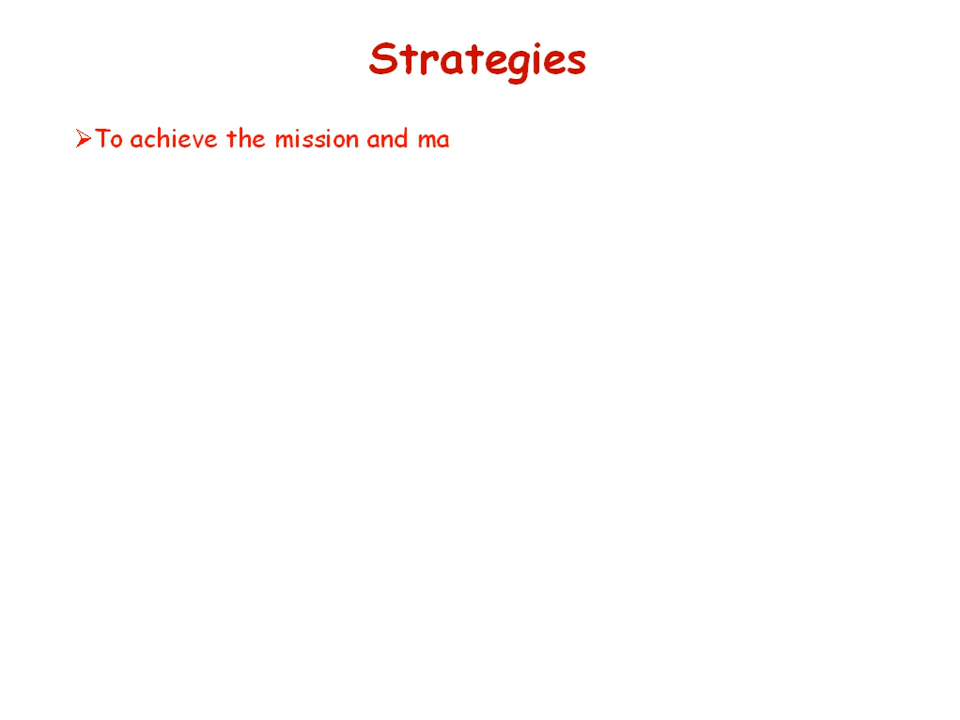 Strategies
➢To achieve the mission and ma